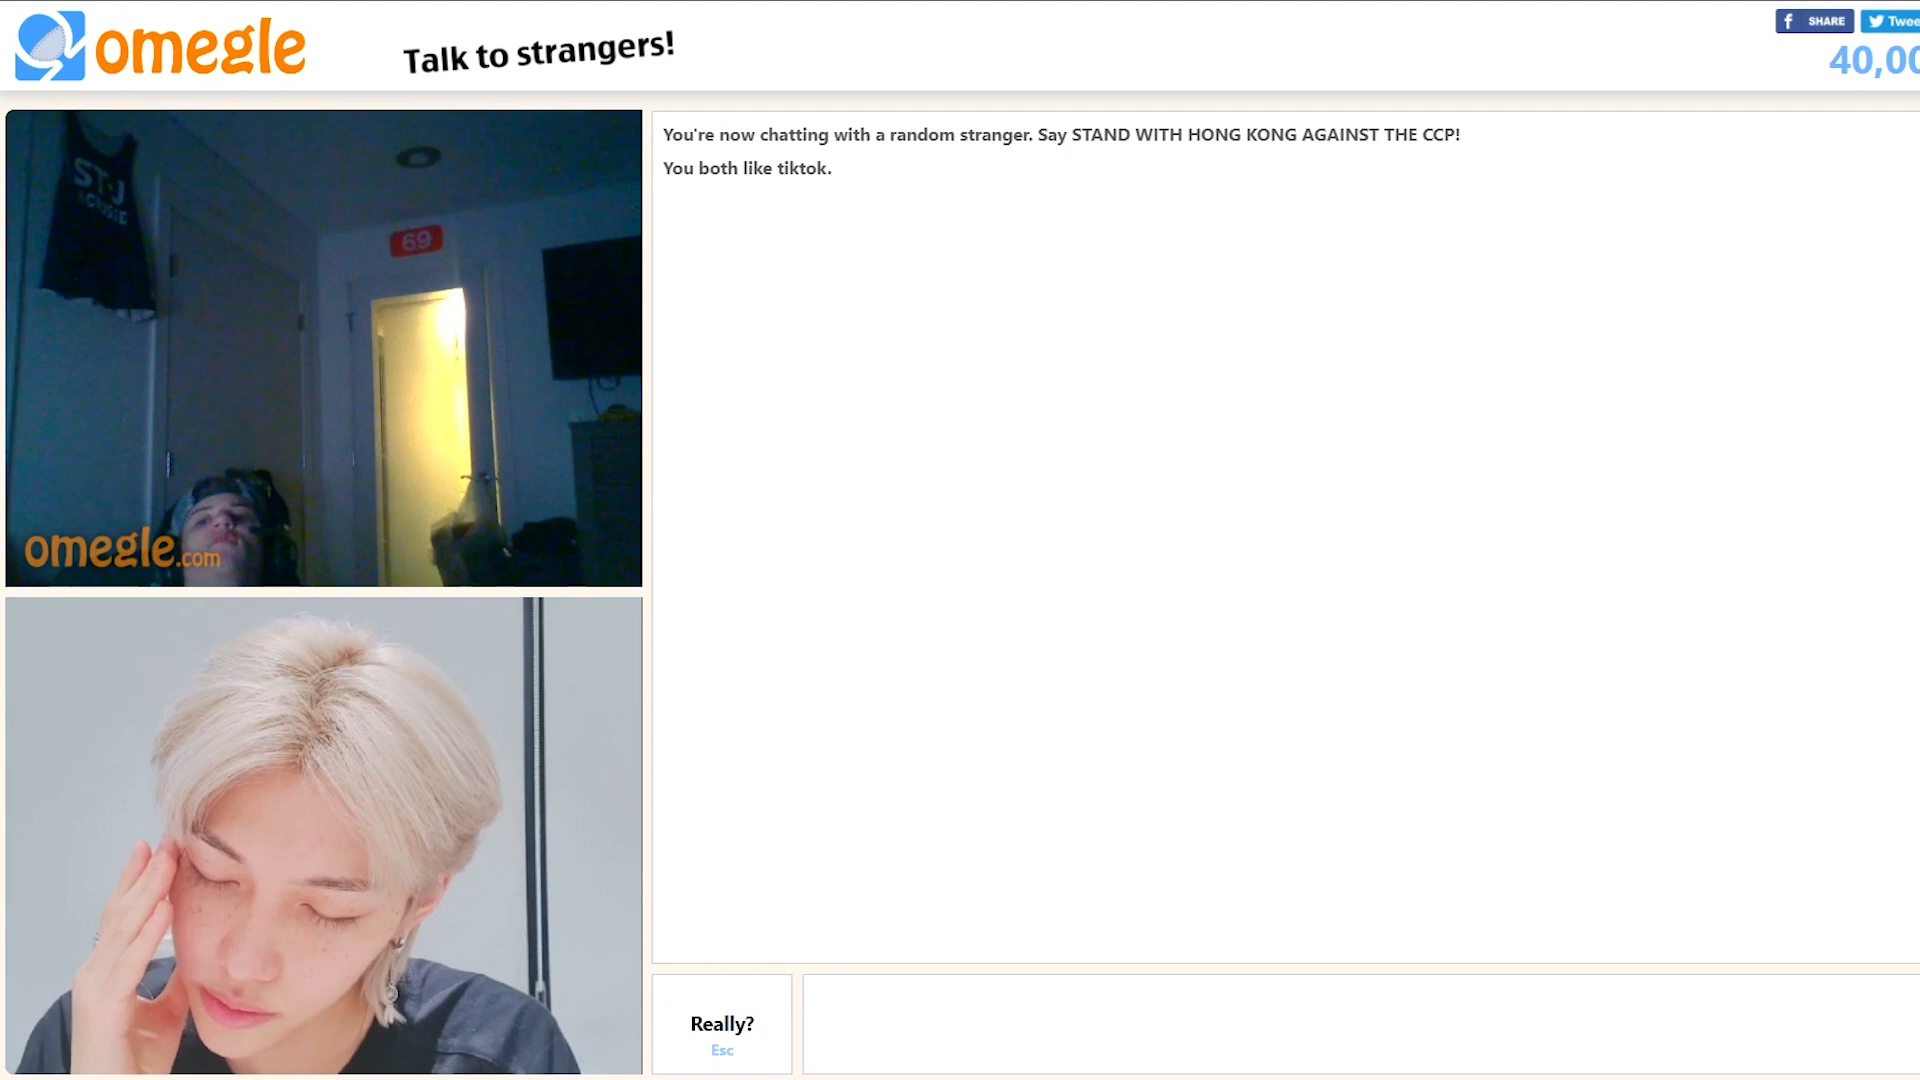 omegle
Talk to strangers!
SHARE
Twee
40,00
You're now chatting with a random stranger. Say STAND WITH HONG KONG AGAINST THE CCP!
You both like tiktok.
ST·J
69
omegle.com
Really?
Esc